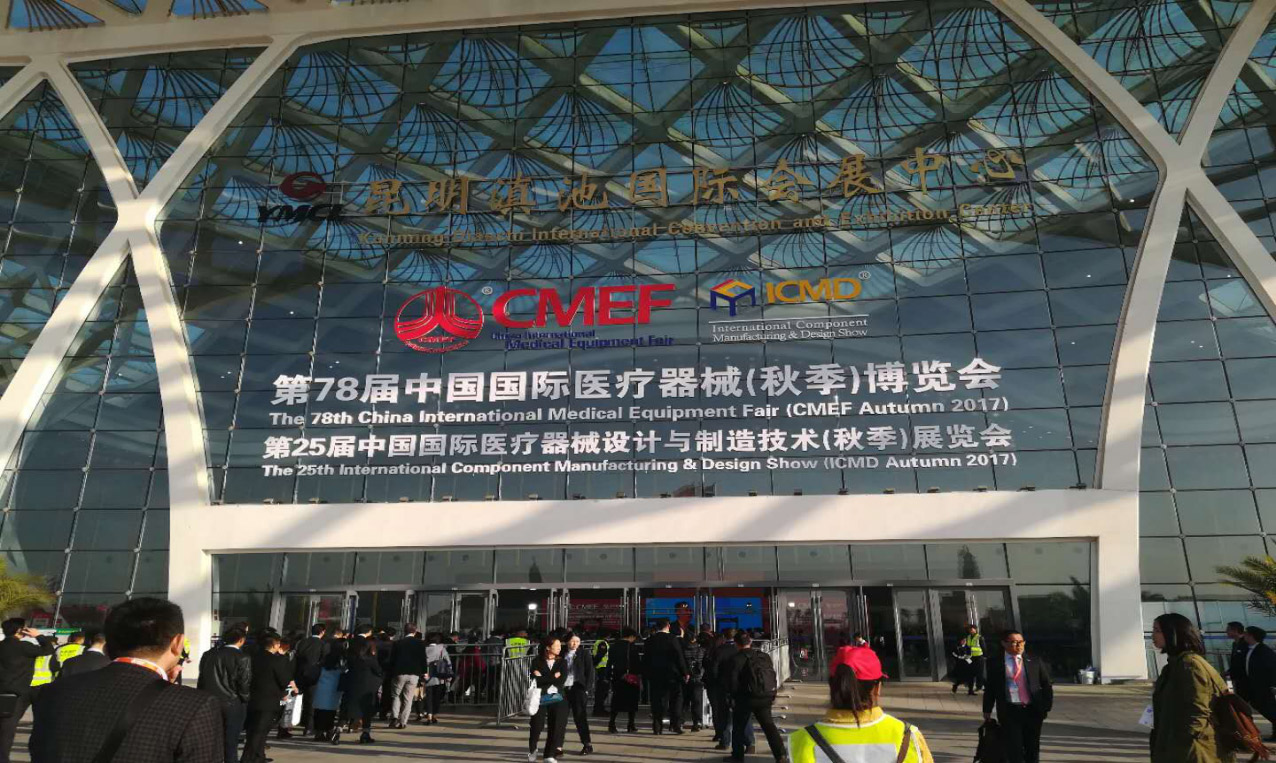 YMCI
昆明滇池国际会展中心
Kunming Dianchi International Convention and Exhibition Center
CMEF
®
ICMD
®
China International
Medical Equipment Fair
International Component
Manufacturing & Design Show
CMEF
第78届中国国际医疗器械(秋季)博览会
The 78th China International Medical Equipment Fair (CMEF Autumn 2017)
第25届中国国际医疗器械设计与制造技术(秋季)展览会
The 25th International Component Manufacturing & Design Show (ICMD Autumn 2017)
CMEF